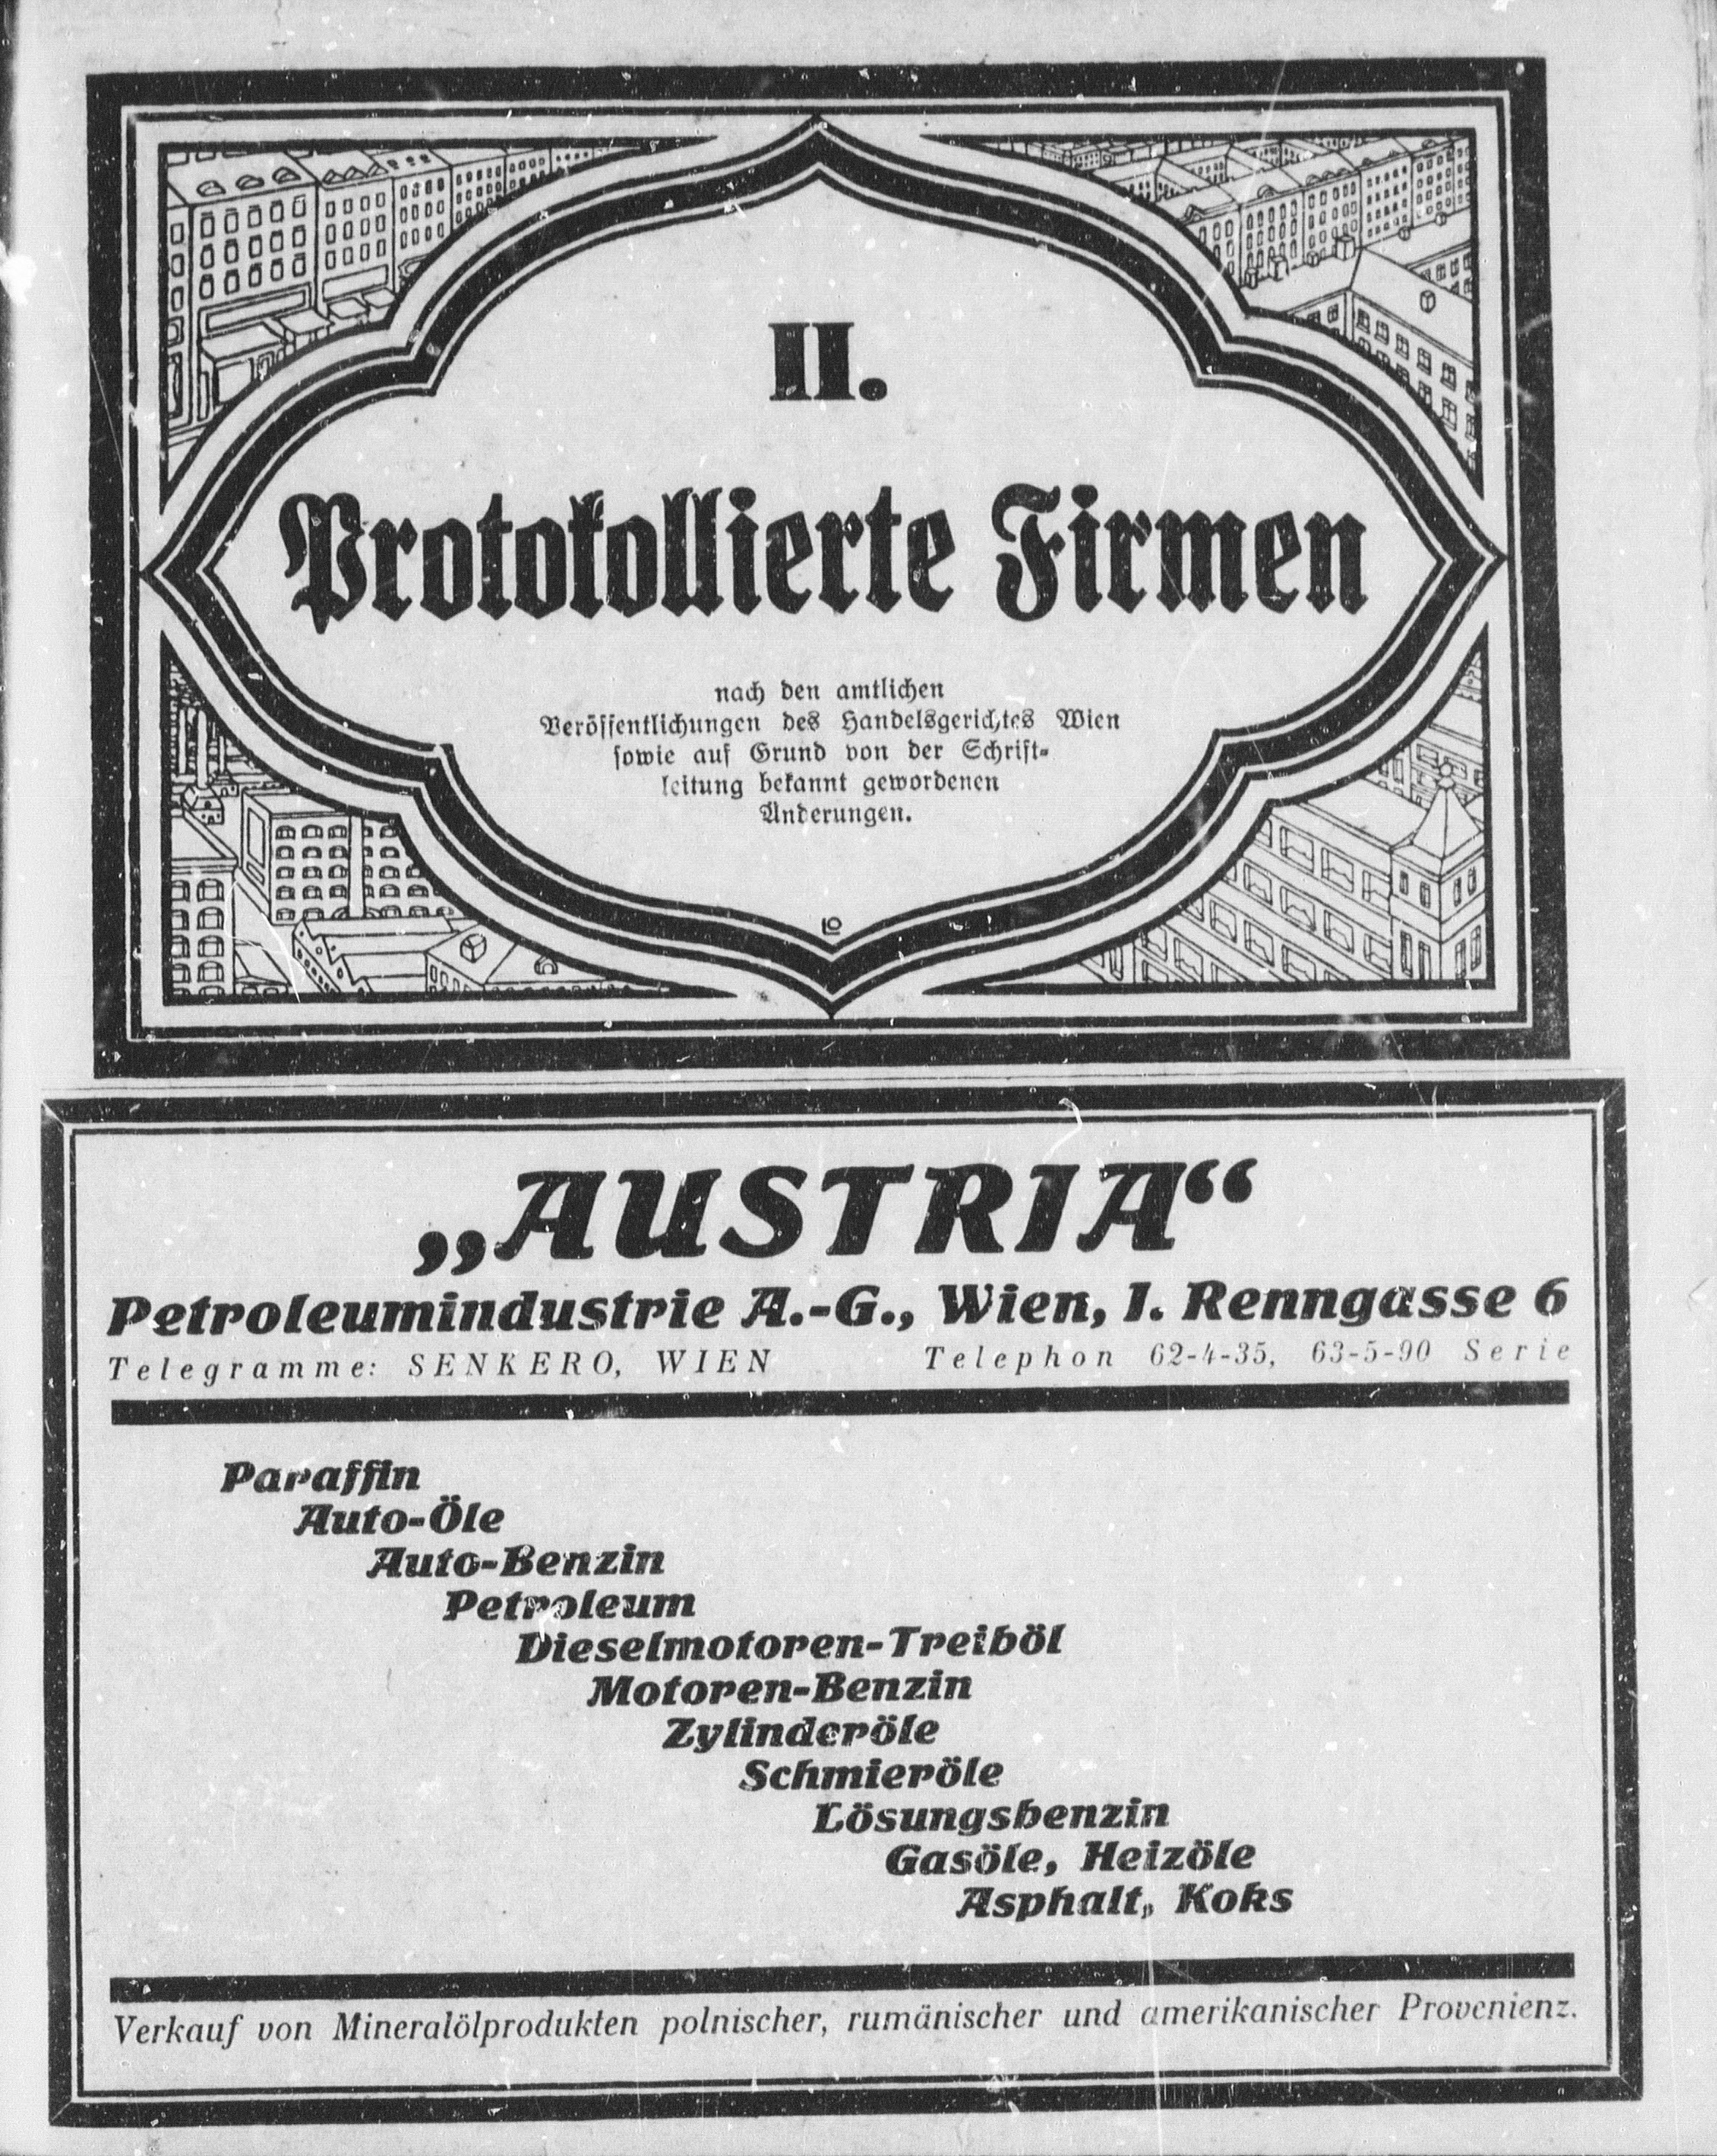 II.
Protokollierte Firmen
nach den amtlichen
Veröffentlichungen des Handelsgerichtes Wien
sowie auf Grund von der Schrift-
leitung bekannt gewordenen
Änderungen.
LO
„AUSTRIA“
Petroleumindustrie A.-G., Wien, I. Renngasse 6
Telegramme: SENKERO, WIEN Telephon 62-4-35, 63-5-90 Serie
Paraffin
Auto-Öle
Auto-Benzin
Petroleum
Dieselmotoren-Treiböl
Motoren-Benzin
Zylinderöle
Schmieröle
Lösungsbenzin
Gasöle, Heizöle
Asphalt, Koks
Verkauf von Mineralölprodukten polnischer, rumänischer und amerikanischer Provenienz.